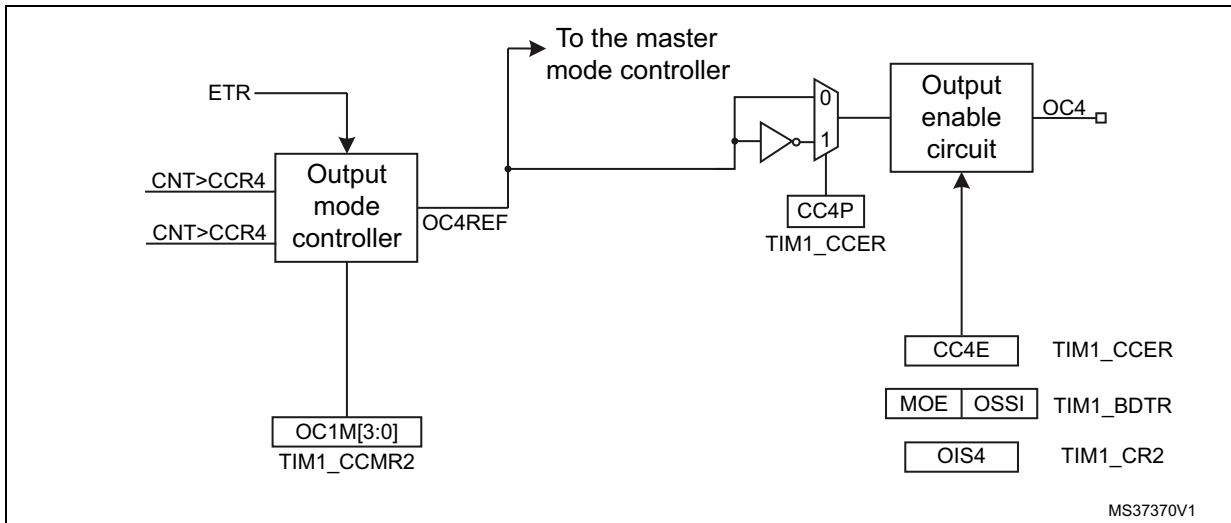 To the master
mode controller
ETR
0
Output
enable
circuit
OC4
1
CNT>CCR4
Output
mode
controller
CC4P
OC4REF
CNT>CCR4
TIM1_CCER
CC4E
TIM1_CCER
MOE
OSSI
TIM1_BDTR
OC1M[3:0]
TIM1_CCMR2
OIS4
TIM1_CR2
MS37370V1